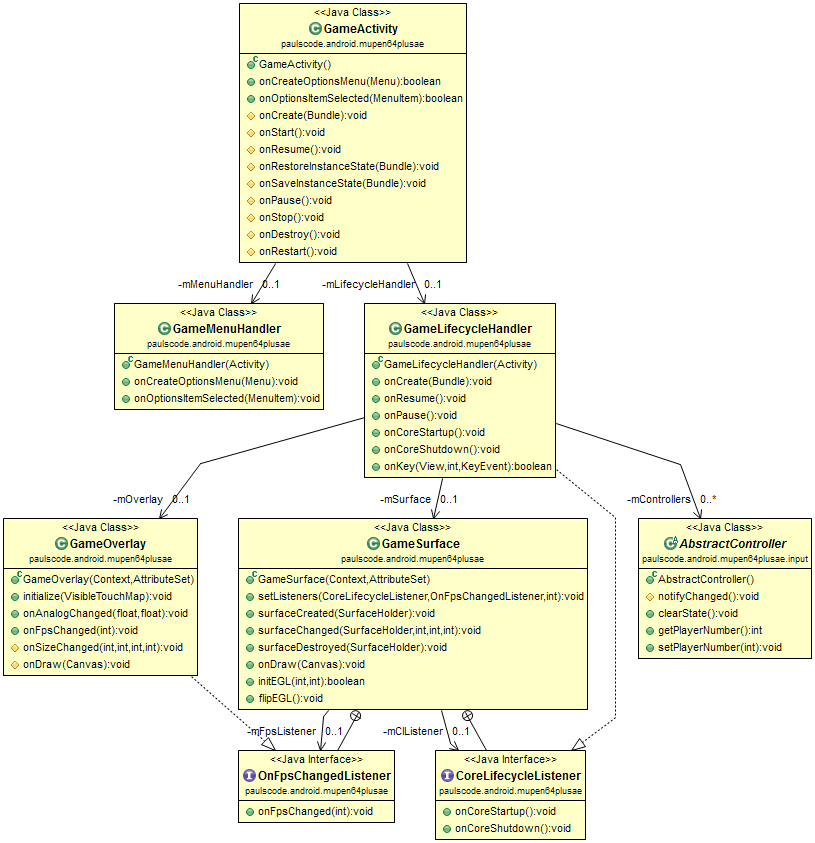 <<Java Class>>
GameActivity
paulscode.android.mupen64plusae
GameActivity()
onCreateOptionsMenu(Menu):boolean
onOptionsItemSelected(MenuItem):boolean
onCreate(Bundle):void
onStart():void
onResume():void
onRestoreInstanceState(Bundle):void
onSaveInstanceState(Bundle):void
onPause():void
onStop():void
onDestroy():void
onRestart():void
-mMenuHandler 0..1
-mLifecycleHandler 0..1
<<Java Class>>
GameMenuHandler
paulscode.android.mupen64plusae
GameMenuHandler(Activity)
onCreateOptionsMenu(Menu):void
onOptionsItemSelected(MenuItem):void
<<Java Class>>
GameLifecycleHandler
paulscode.android.mupen64plusae
GameLifecycleHandler(Activity)
onCreate(Bundle):void
onResume():void
onPause():void
onCoreStartup():void
onCoreShutdown():void
onKey(View,int,KeyEvent):boolean
-mOverlay 0..1
-mSurface 0..1
-mControllers 0..*
<<Java Class>>
GameOverlay
paulscode.android.mupen64plusae
GameOverlay(Context,AttributeSet)
initialize(VisibleTouchMap):void
onAnalogChanged(float,float):void
onFpsChanged(int):void
onSizeChanged(int,int,int,int):void
onDraw(Canvas):void
<<Java Class>>
GameSurface
paulscode.android.mupen64plusae
GameSurface(Context,AttributeSet)
setListeners(CoreLifecycleListener,OnFpsChangedListener,int):void
surfaceCreated(SurfaceHolder):void
surfaceChanged(SurfaceHolder,int,int,int):void
surfaceDestroyed(SurfaceHolder):void
onDraw(Canvas):void
initEGL(int,int):boolean
flipEGL():void
<<Java Class>>
AbstractController
paulscode.android.mupen64plusae.input
AbstractController()
notifyChanged():void
clearState():void
getPlayerNumber():int
setPlayerNumber(int):void
-mFpsListener 0..1
-mClListener 0..1
<<Java Interface>>
OnFpsChangedListener
paulscode.android.mupen64plusae
onFpsChanged(int):void
<<Java Interface>>
CoreLifecycleListener
paulscode.android.mupen64plusae
onCoreStartup():void
onCoreShutdown():void